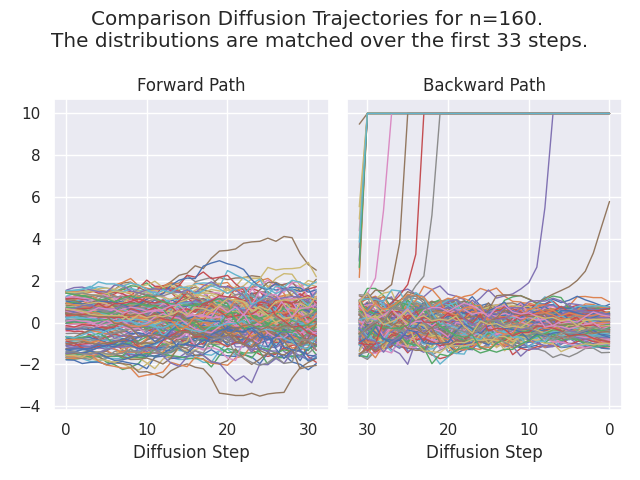 Comparison Diffusion Trajectories for n=160.
The distributions are matched over the first 33 steps.
Forward Path
Backward Path
10
8
6
4
2
0
−2
−4
0 10 20 30
30 20 10 0
Diffusion Step
Diffusion Step